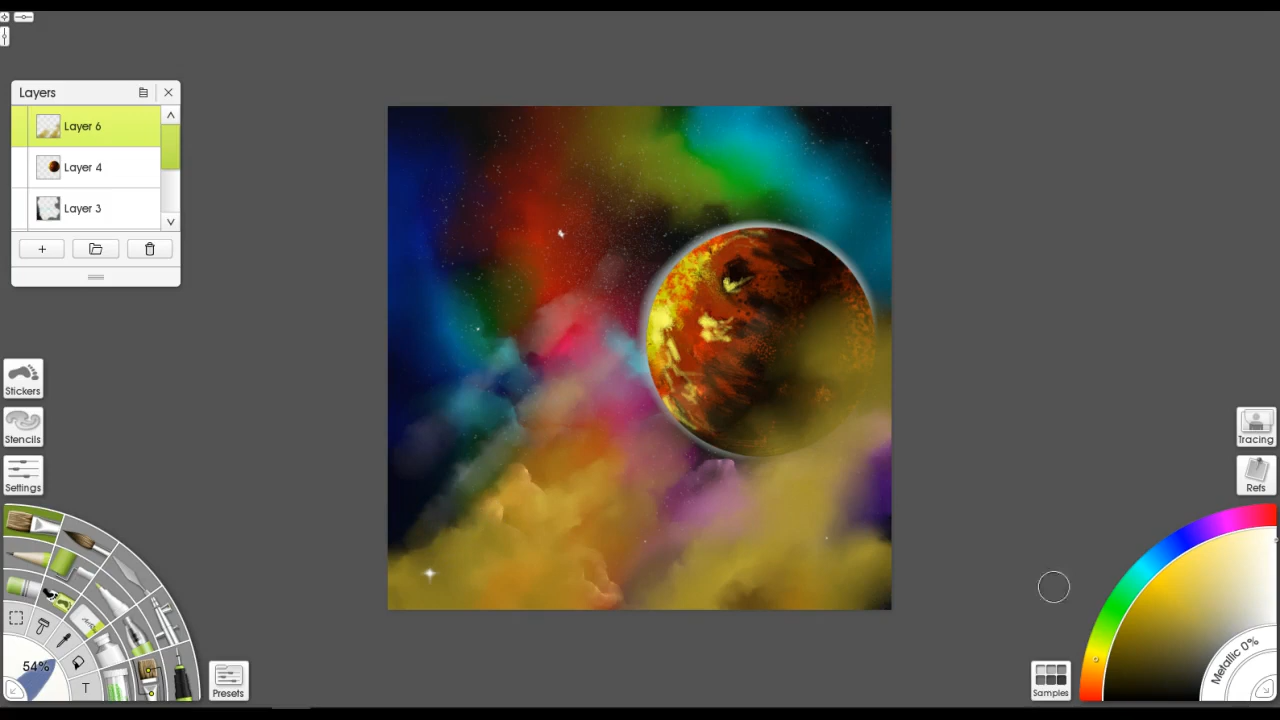 Layers
Layer 6
Layer 4
Layer 3
Stickers
Stencils
Settings
54%
T
Presets
Tracing
Refs
Metallic 0%
Samples